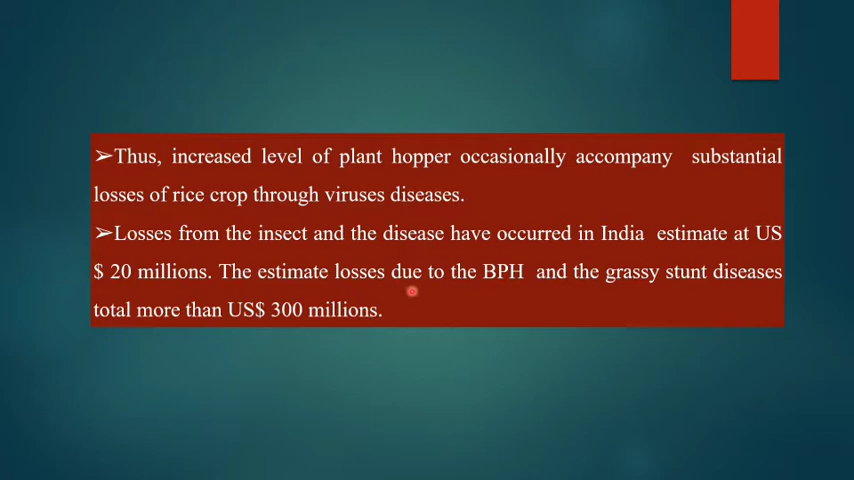 ➢Thus, increased level of plant hopper occasionally accompany substantial
losses of rice crop through viruses diseases.
➢Losses from the insect and the disease have occurred in India estimate at US
$ 20 millions. The estimate losses due to the BPH and the grassy stunt diseases
total more than US$ 300 millions.